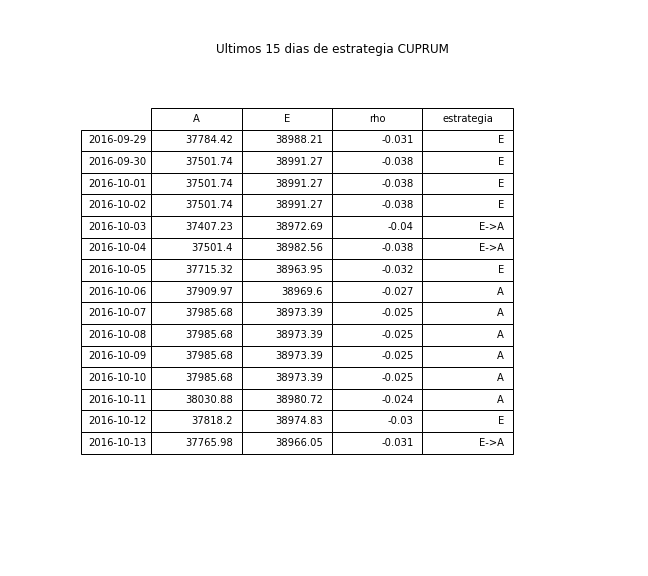 Ultimos 15 dias de estrategia CUPRUM
A E rho estrategia
2016-09-29 37784.42 38988.21 -0.031 E
2016-09-30 37501.74 38991.27 -0.038 E
2016-10-01 37501.74 38991.27 -0.038 E
2016-10-02 37501.74 38991.27 -0.038 E
2016-10-03 37407.23 38972.69 -0.04 E->A
2016-10-04 37501.4 38982.56 -0.038 E->A
2016-10-05 37715.32 38963.95 -0.032 E
2016-10-06 37909.97 38969.6 -0.027 A
2016-10-07 37985.68 38973.39 -0.025 A
2016-10-08 37985.68 38973.39 -0.025 A
2016-10-09 37985.68 38973.39 -0.025 A
2016-10-10 37985.68 38973.39 -0.025 A
2016-10-11 38030.88 38980.72 -0.024 A
2016-10-12 37818.2 38974.83 -0.03 E
2016-10-13 37765.98 38966.05 -0.031 E->A